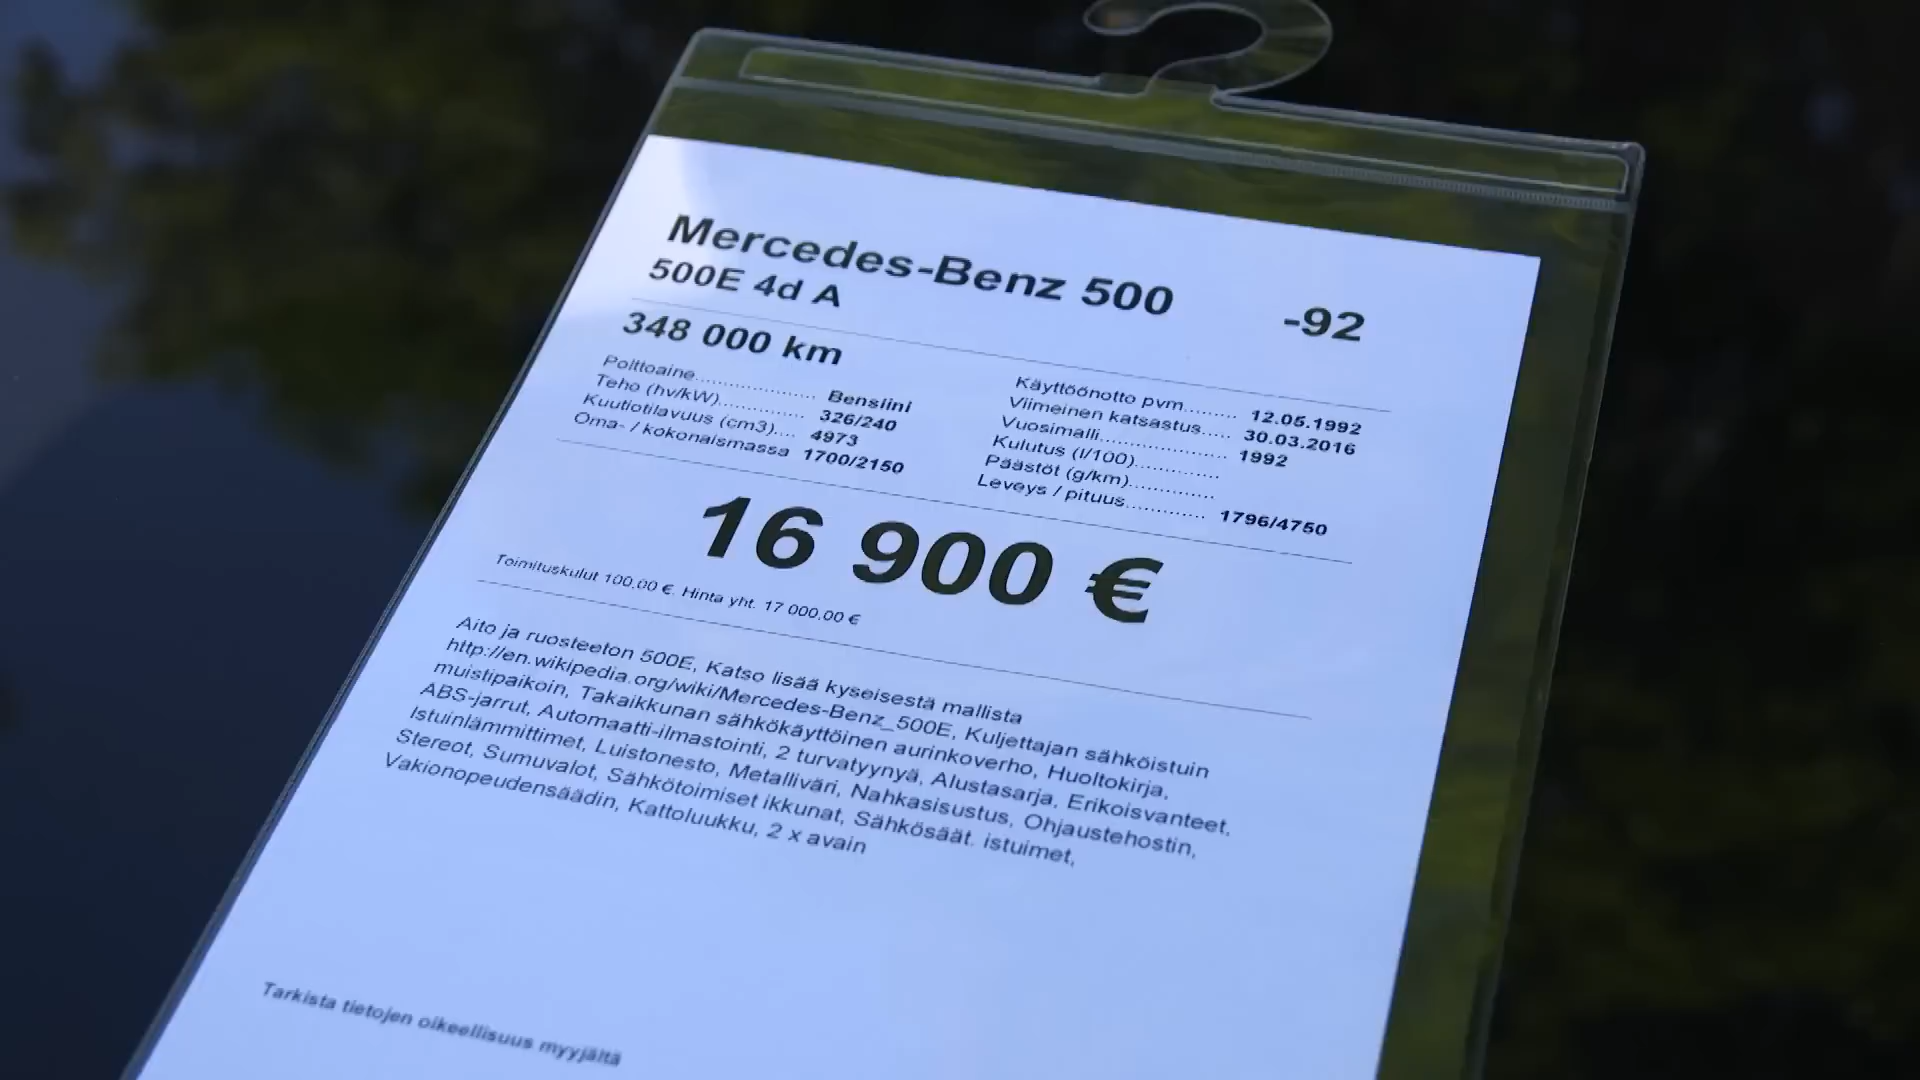 Mercedes-Benz 500 -92
500E 4d A
348 000 km
Polttoaine.................... Bensiini
Teho (hv/kW).............. 326/240
Kuutiotilavuus (cm3).... 4973
Oma- / kokonaismassa 1700/2150
Käyttöönotto pvm......... 12.05.1992
Viimeinen katsastus..... 30.03.2016
Vuosimalli..................... 1992
Kulutus (l/100)..............
Päästöt (g/km)..............
Leveys / pituus............. 1796/4750
16 900 €
Toimituskulut 100,00 €. Hinta yht. 17 000.00 €
Aito ja ruosteeton 500E, Katso lisää kyseisestä mallista
http://en.wikipedia.org/wiki/Mercedes-Benz_500E, Kuljettajan sähköistuin
muistipaikoin, Takaikkunan sähkökäyttöinen aurinkoverho, Huoltokirja,
ABS-jarrut, Automaatti-ilmastointi, 2 turvatyynyä, Alustasarja, Erikoisvanteet,
Istuinlämmittimet, Luistonesto, Metalliväri, Nahkasisustus, Ohjaustehostin,
Stereot, Sumuvalot, Sähkötoimiset ikkunat, Sähkösäät. istuimet,
Vakionopeudensäädin, Kattoluukku, 2 x avain
Tarkista tietojen oikeellisuus myyjältä